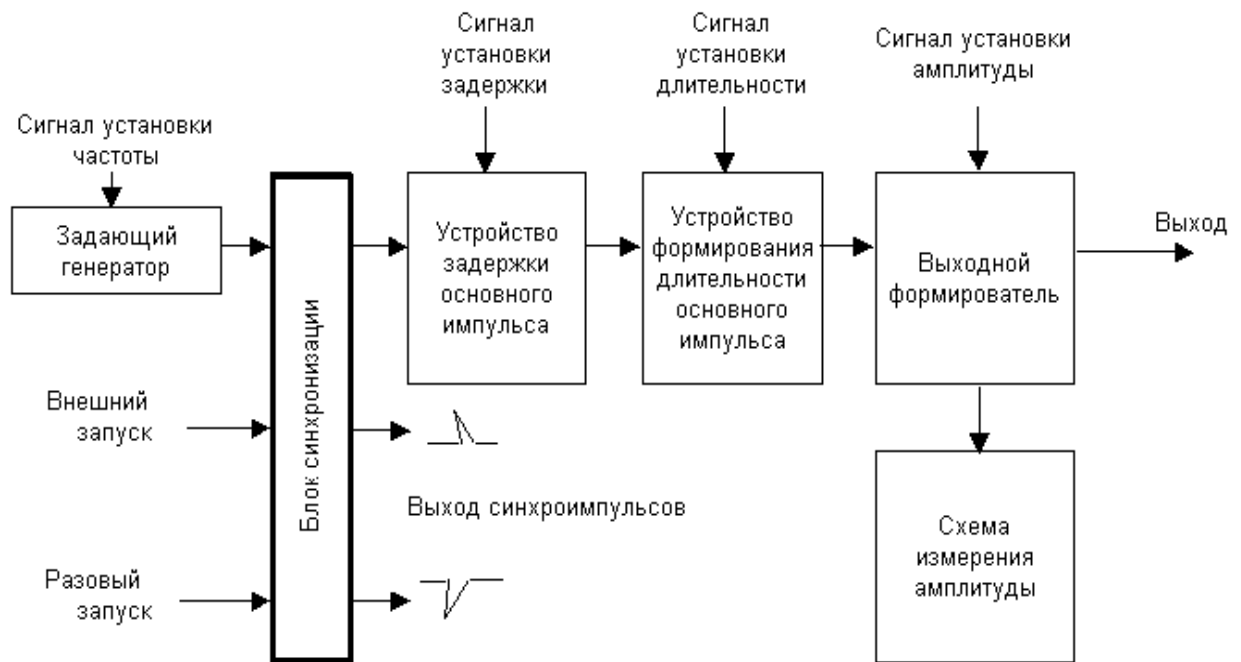 Сигнал
установки
задержки
Сигнал
установки
длительности
Сигнал установки
амплитуды
Сигнал установки
частоты
Задающий
генератор
Блок синхронизации
Устройство
задержки
основного
импульса
Устройство
формирования
длительности
основного
импульса
Выходной
формирователь
Выход
Внешний
запуск
Выход синхроимпульсов
Разовый
запуск
Схема
измерения
амплитуды